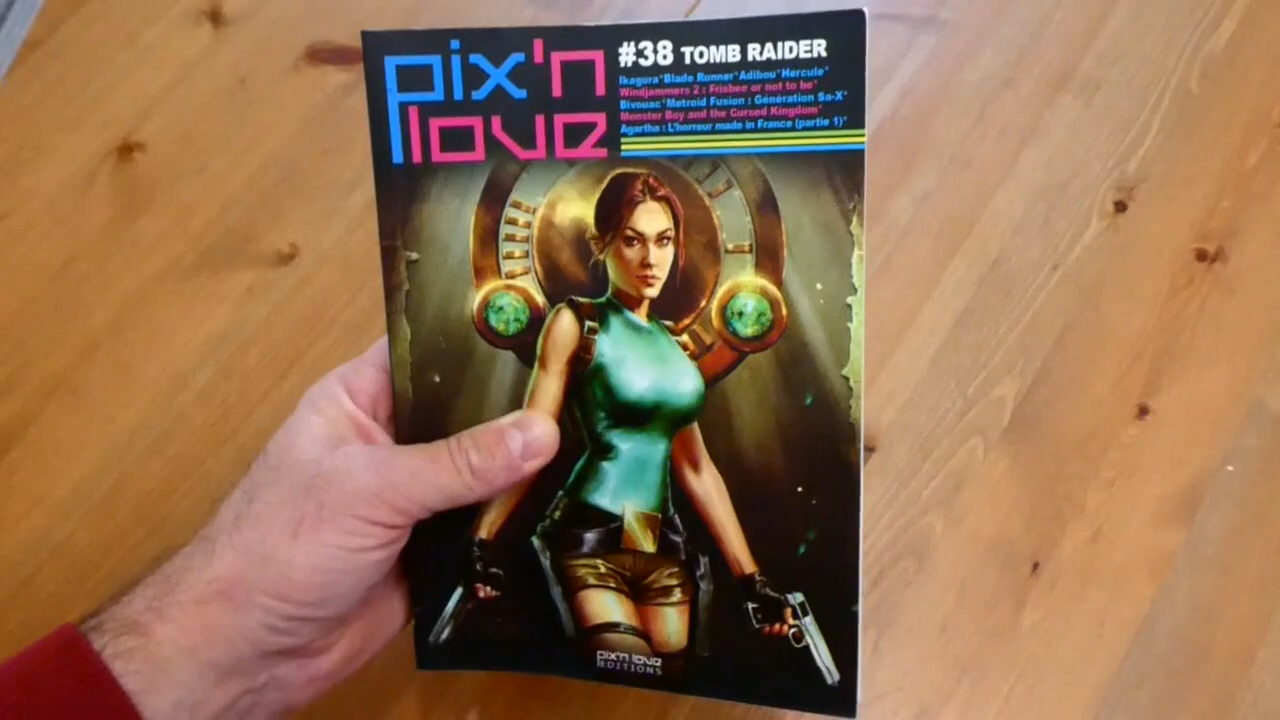 pix'n
love
#38 TOMB RAIDER
Ikagura*Blade Runner*Adibou*Hercule*
Windjammers 2 : Frisbee or not to be*
Bivouac*Metroid Fusion : Génération Sa-X*
Monster Boy and the Cursed Kingdom*
Agartha : L'horreur made in France (partie 1)*
pix'n love
EDITIONS